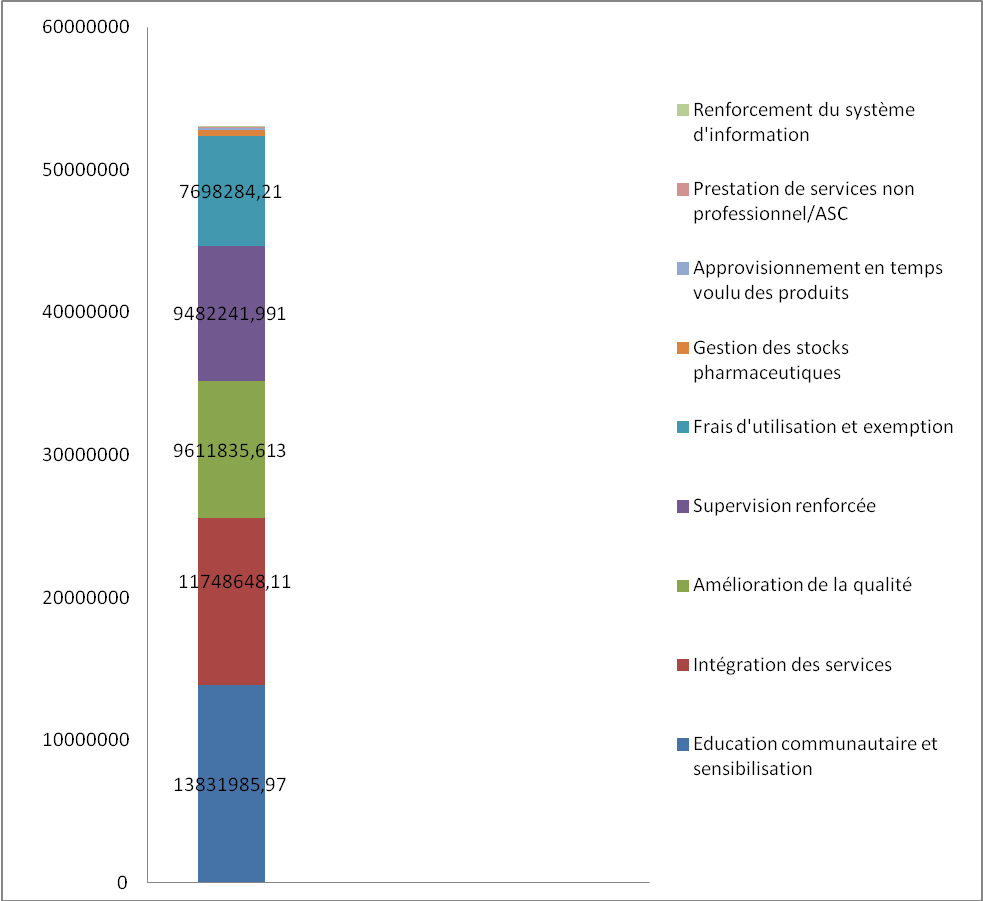 60000000
50000000
40000000
30000000
20000000
10000000
0
7698284,21
9482241,991
9611835,613
11748648,11
13831985,97
Renforcement du système
d'information
Prestation de services non
professionnel/ASC
Approvisionnement en temps
voulu des produits
Gestion des stocks
pharmaceutiques
Frais d'utilisation et exemption
Supervision renforcée
Amélioration de la qualité
Intégration des services
Education communautaire et
sensibilisation